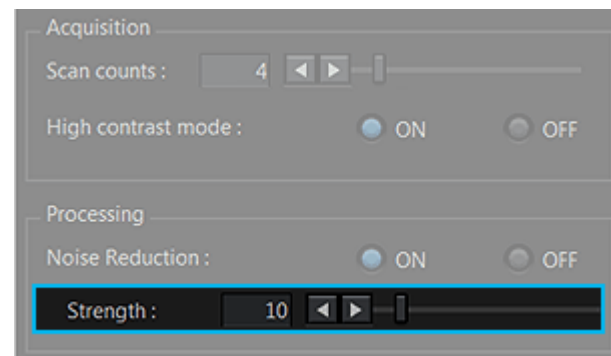 Acquisition
Scan counts : 4
High contrast mode : ON OFF
Processing
Noise Reduction : ON OFF
Strength : 10